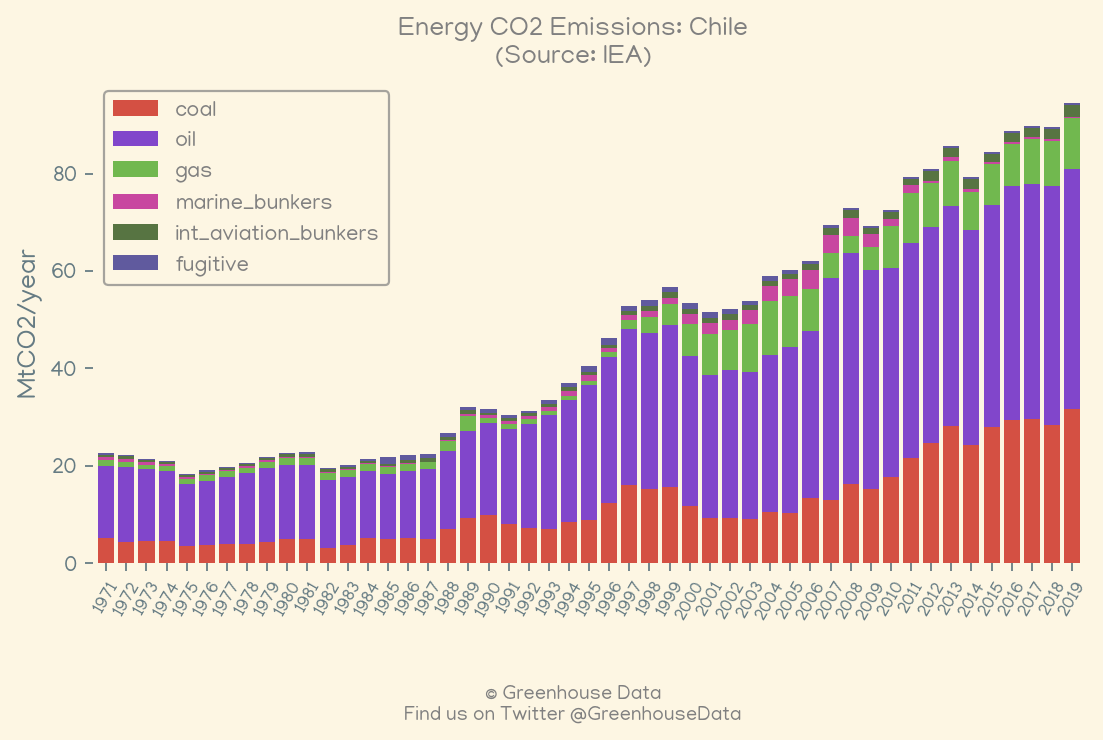 Energy CO2 Emissions: Chile
(Source: IEA)
coal
oil
gas
marine_bunkers
int_aviation_bunkers
fugitive
MtCO2/year
80
60
40
20
0
1971 1972 1973 1974 1975 1976 1977 1978 1979 1980 1981 1982 1983 1984 1985 1986 1987 1988 1989 1990 1991 1992 1993 1994 1995 1996 1997 1998 1999 2000 2001 2002 2003 2004 2005 2006 2007 2008 2009 2010 2011 2012 2013 2014 2015 2016 2017 2018 2019
© Greenhouse Data
Find us on Twitter @GreenhouseData